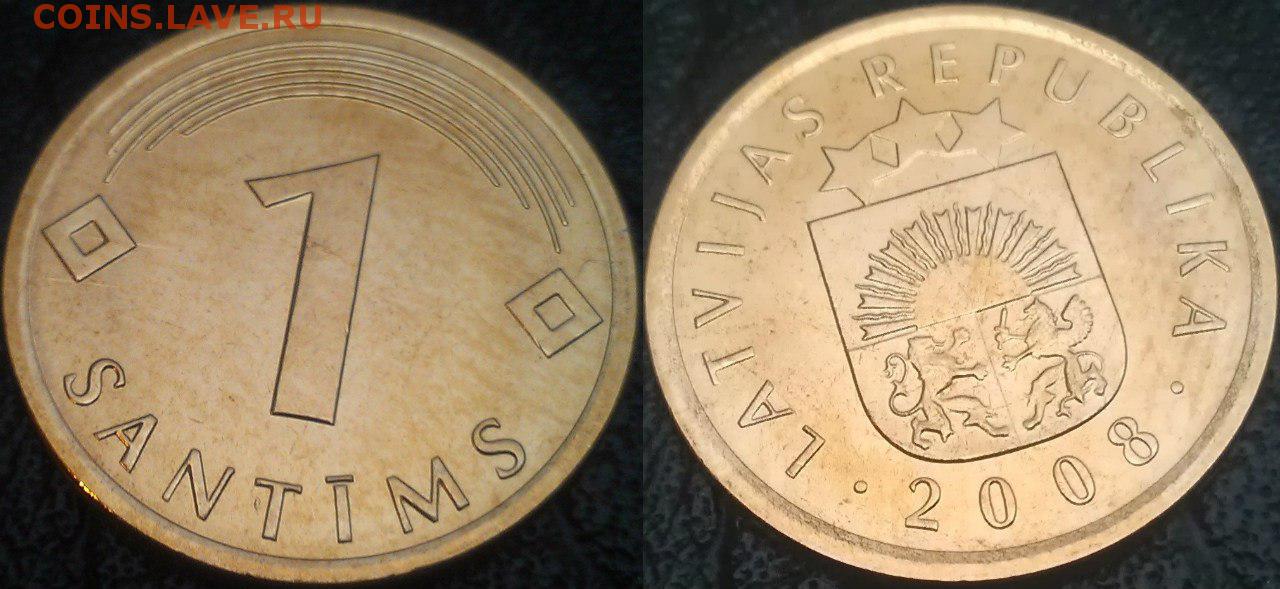 COINS.LAVE.RU
1
SANTĪMS
LATVIJAS REPUBLIKA
· 2008 ·